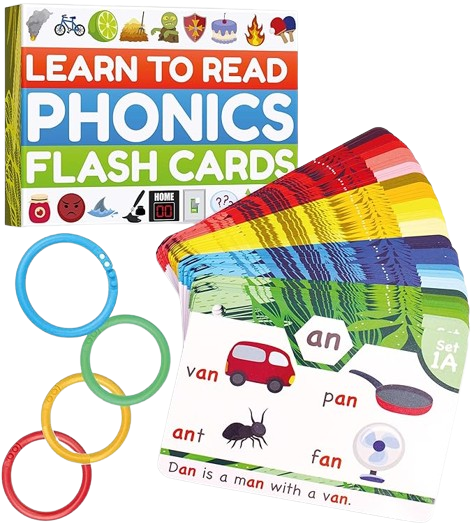 LEARN TO READ
PHONICS
FLASH CARDS
HOME
an
Set
1A
van
pan
ant
fan
Dan is a man with a van.